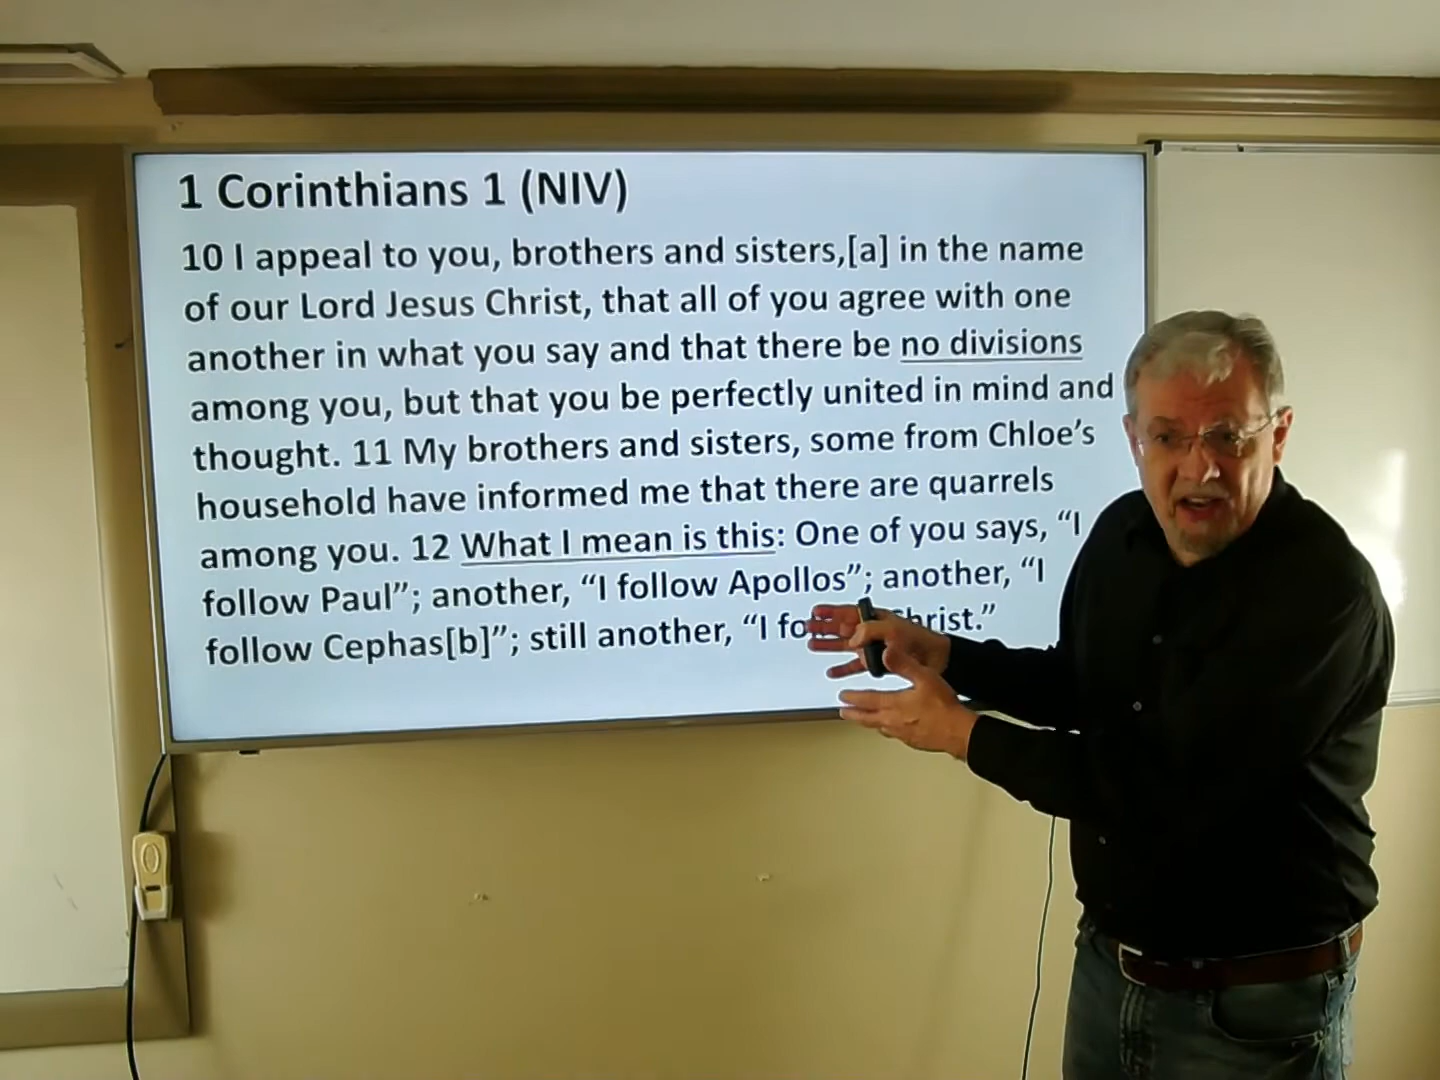 1 Corinthians 1 (NIV)
10 I appeal to you, brothers and sisters,[a] in the name
of our Lord Jesus Christ, that all of you agree with one
another in what you say and that there be no divisions
among you, but that you be perfectly united in mind and
thought. 11 My brothers and sisters, some from Chloe’s
household have informed me that there are quarrels
among you. 12 What I mean is this: One of you says, “I
follow Paul”; another, “I follow Apollos”; another, “I
follow Cephas[b]”; still another, “I